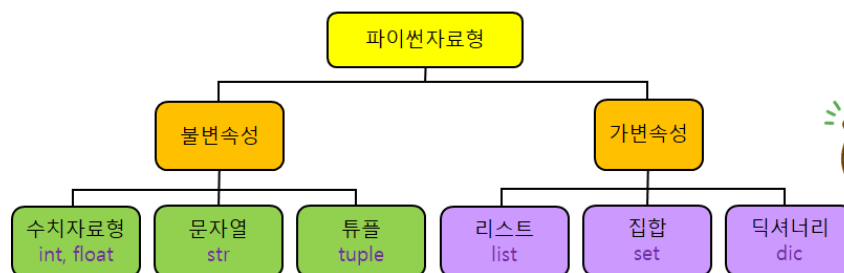 파이썬자료형
불변속성
가변속성
수치자료형
int, float
문자열
str
튜플
tuple
리스트
list
집합
set
딕셔너리
dic